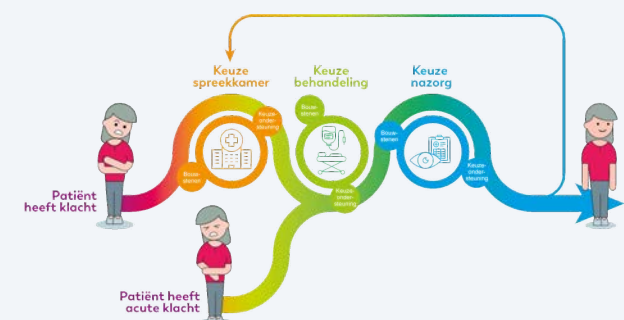 Keuze
spreekkamer
Keuze
behandeling
Keuze
nazorg
Bouw-
stenen
Keuze-
onder-
steuning
Bouw-
stenen
Keuze-
onder-
steuning
Bouw-
stenen
Keuze-
onder-
steuning
Patiënt
heeft klacht
Patiënt heeft
acute klacht